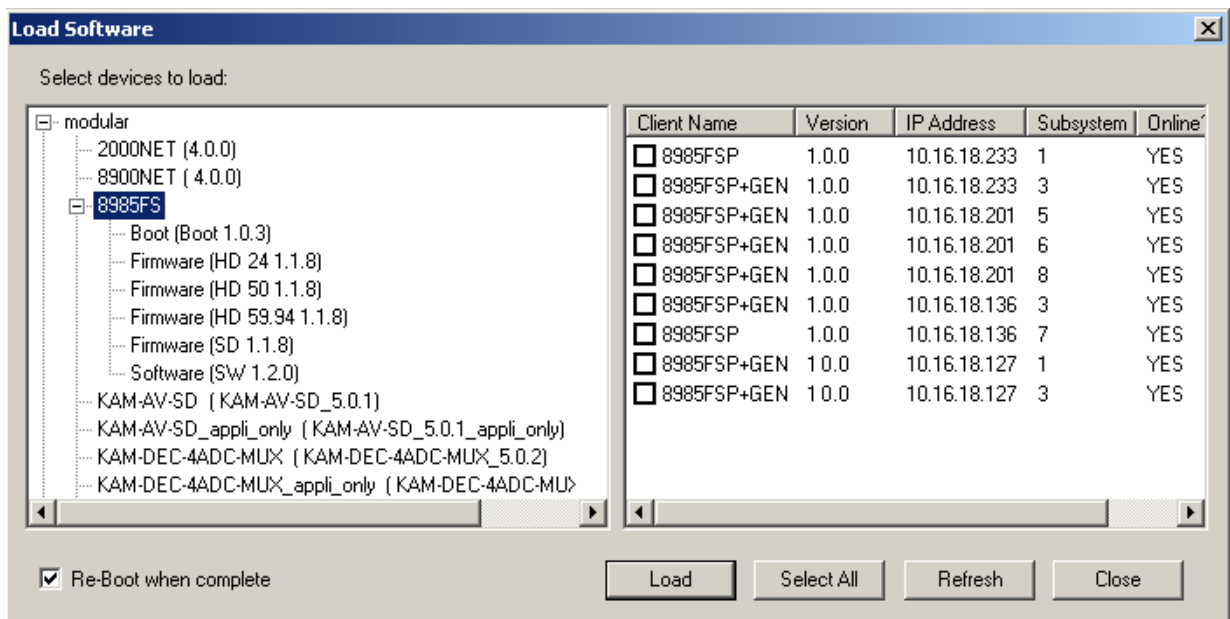 Load Software
Select devices to load:
modular
2000NET (4.0.0)
8900NET ( 4.0.0)
8985FS
Boot (Boot 1.0.3)
Firmware (HD 24 1.1.8)
Firmware (HD 50 1.1.8)
Firmware (HD 59.94 1.1.8)
Firmware (SD 1.1.8)
Software (SW 1.2.0)
KAM-AV-SD ( KAM-AV-SD_5.0.1)
KAM-AV-SD_appli_only ( KAM-AV-SD_5.0.1_appli_only)
KAM-DEC-4ADC-MUX ( KAM-DEC-4ADC-MUX_5.0.2)
KAM-DEC-4ADC-MUX_appli_only ( KAM-DEC-4ADC-MU
Client Name Version IP Address Subsystem Online?
8985FSP 1.0.0 10.16.18.233 1 YES
8985FSP+GEN 1.0.0 10.16.18.233 3 YES
8985FSP+GEN 1.0.0 10.16.18.201 5 YES
8985FSP+GEN 1.0.0 10.16.18.201 6 YES
8985FSP+GEN 1.0.0 10.16.18.201 8 YES
8985FSP+GEN 1.0.0 10.16.18.136 3 YES
8985FSP 1.0.0 10.16.18.136 7 YES
8985FSP+GEN 1 0.0 10.16.18.127 1 YES
8985FSP+GEN 1 0.0 10.16.18.127 3 YES
Re-Boot when complete
Load Select All Refresh Close